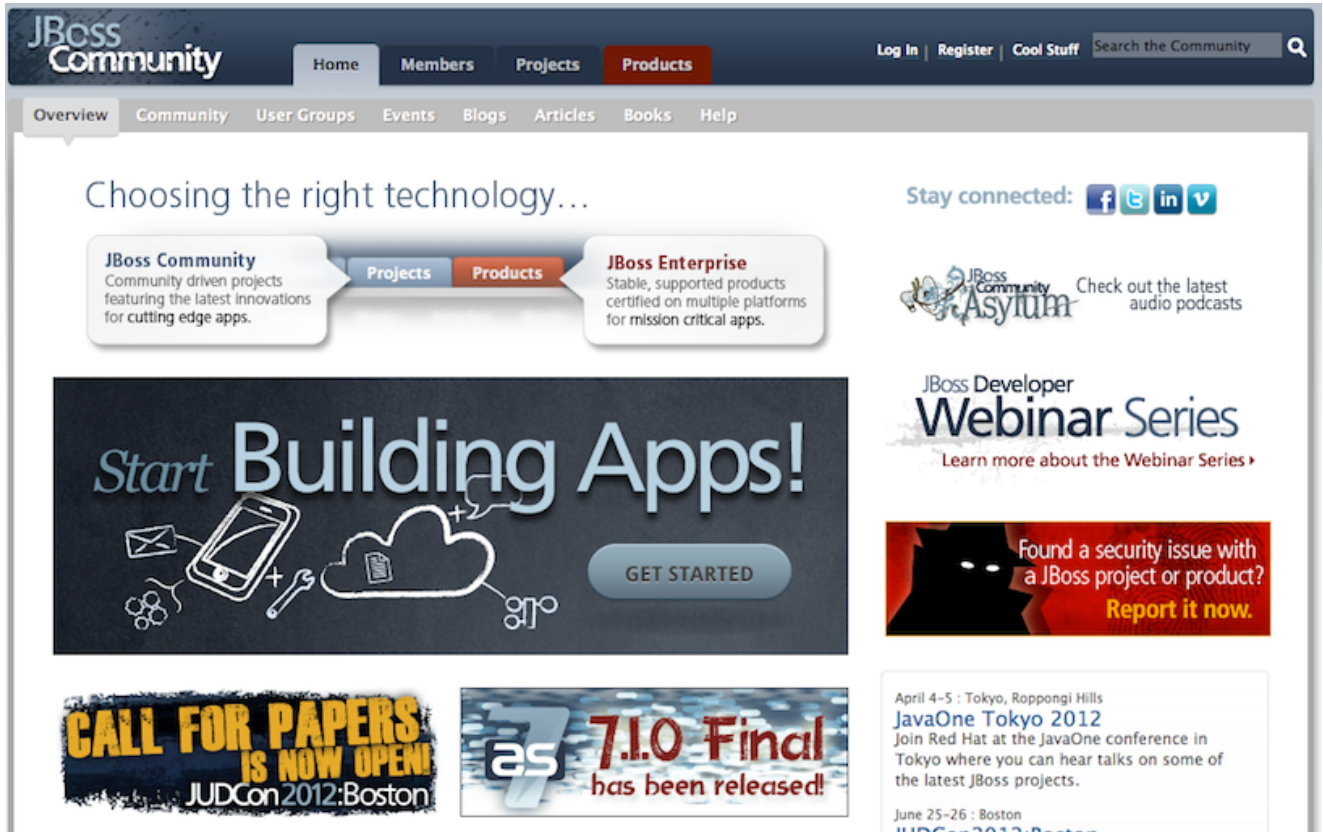 JBoss
Community
Home Members Projects Products
Log In | Register | Cool Stuff Search the Community
Overview Community User Groups Events Blogs Articles Books Help
Choosing the right technology...
JBoss Community
Community driven projects
featuring the latest innovations
for cutting edge apps.
Projects Products
JBoss Enterprise
Stable, supported products
certified on multiple platforms
for mission critical apps.
Stay connected:
JBoss
Community
Asylum
Check out the latest
audio podcasts
JBoss Developer
Webinar Series
Learn more about the Webinar Series
Start Building Apps!
GET STARTED
Found a security issue with
a JBoss project or product?
Report it now.
CALL FOR PAPERS
IS NOW OPEN!
JUDCon2012:Boston
7
as
7.1.0 Final
has been released!
April 4-5 : Tokyo, Roppongi Hills
JavaOne Tokyo 2012
Join Red Hat at the JavaOne conference in
Tokyo where you can hear talks on some of
the latest JBoss projects.
June 25-26 : Boston
JUDCon2012:Boston